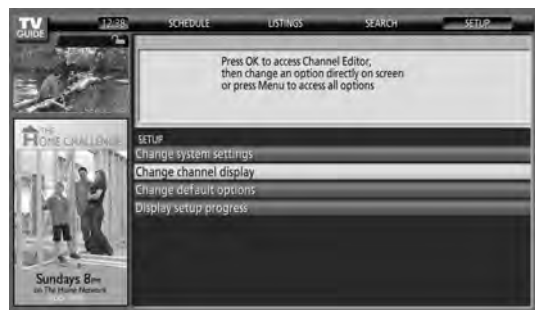 TV
GUIDE
12:38
SCHEDULE
LISTINGS
SEARCH
SETUP
Press OK to access Channel Editor,
then change an option directly on screen
or press Menu to access all options
THE
HOME CHALLENGE
SETUP
Change system settings
Change channel display
Change default options
Display setup progress
Sundays 8PM
on The Home Network